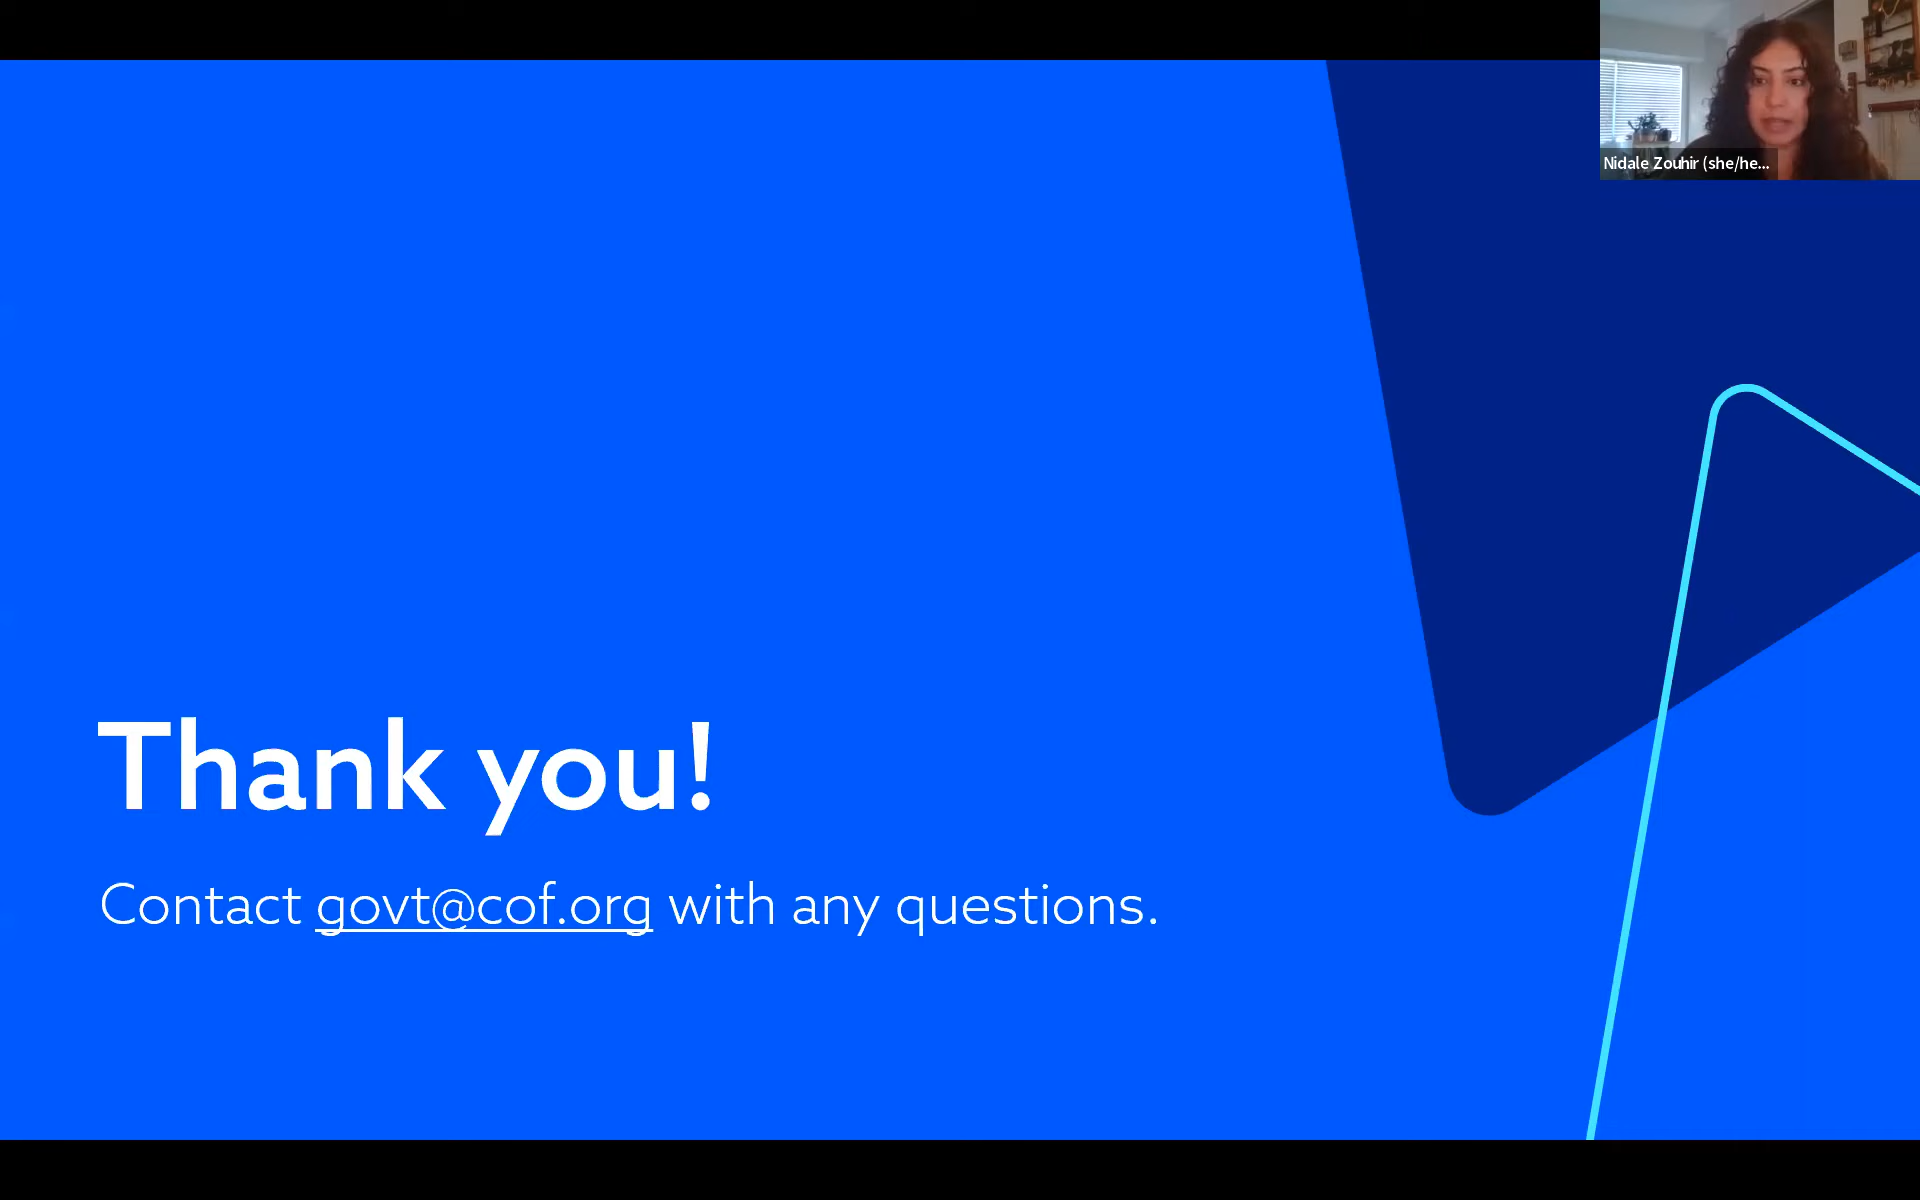 Nidale Zouhir (she/he...
Thank you!
Contact govt@cof.org with any questions.